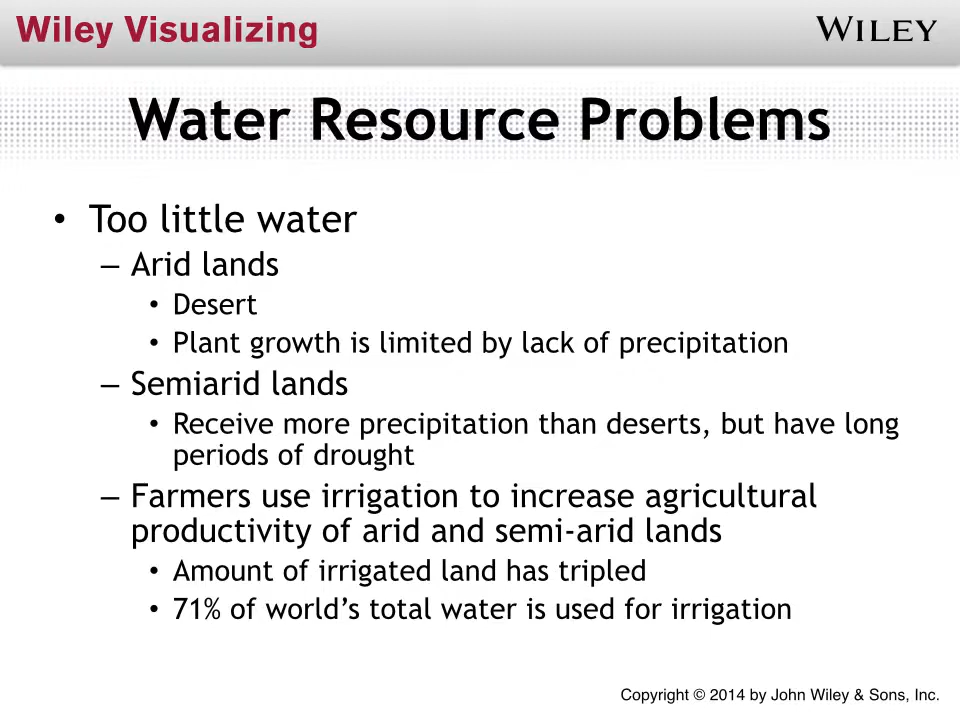 Wiley Visualizing
WILEY
Water Resource Problems
• Too little water
– Arid lands
• Desert
• Plant growth is limited by lack of precipitation
– Semiarid lands
• Receive more precipitation than deserts, but have long
periods of drought
– Farmers use irrigation to increase agricultural
productivity of arid and semi-arid lands
• Amount of irrigated land has tripled
• 71% of world’s total water is used for irrigation
Copyright © 2014 by John Wiley & Sons, Inc.